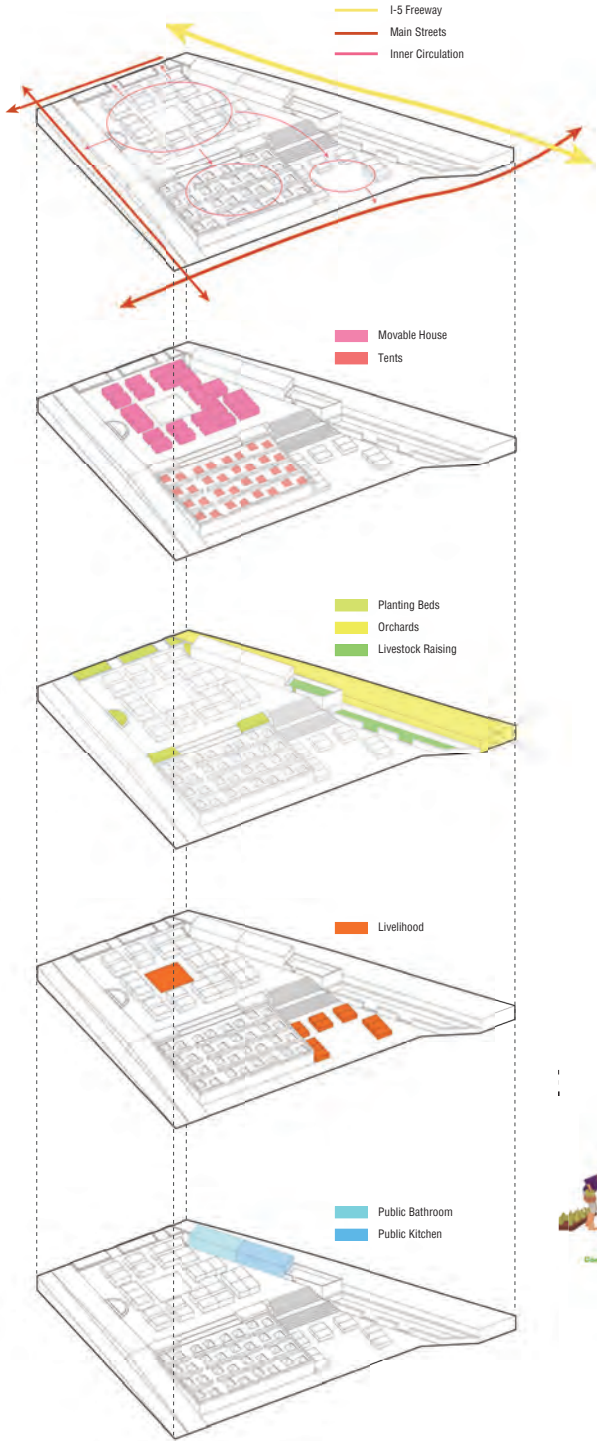 I-5 Freeway
Main Streets
Inner Circulation
Movable House
Tents
Planting Beds
Orchards
Livestock Raising
Livelihood
Public Bathroom
Public Kitchen